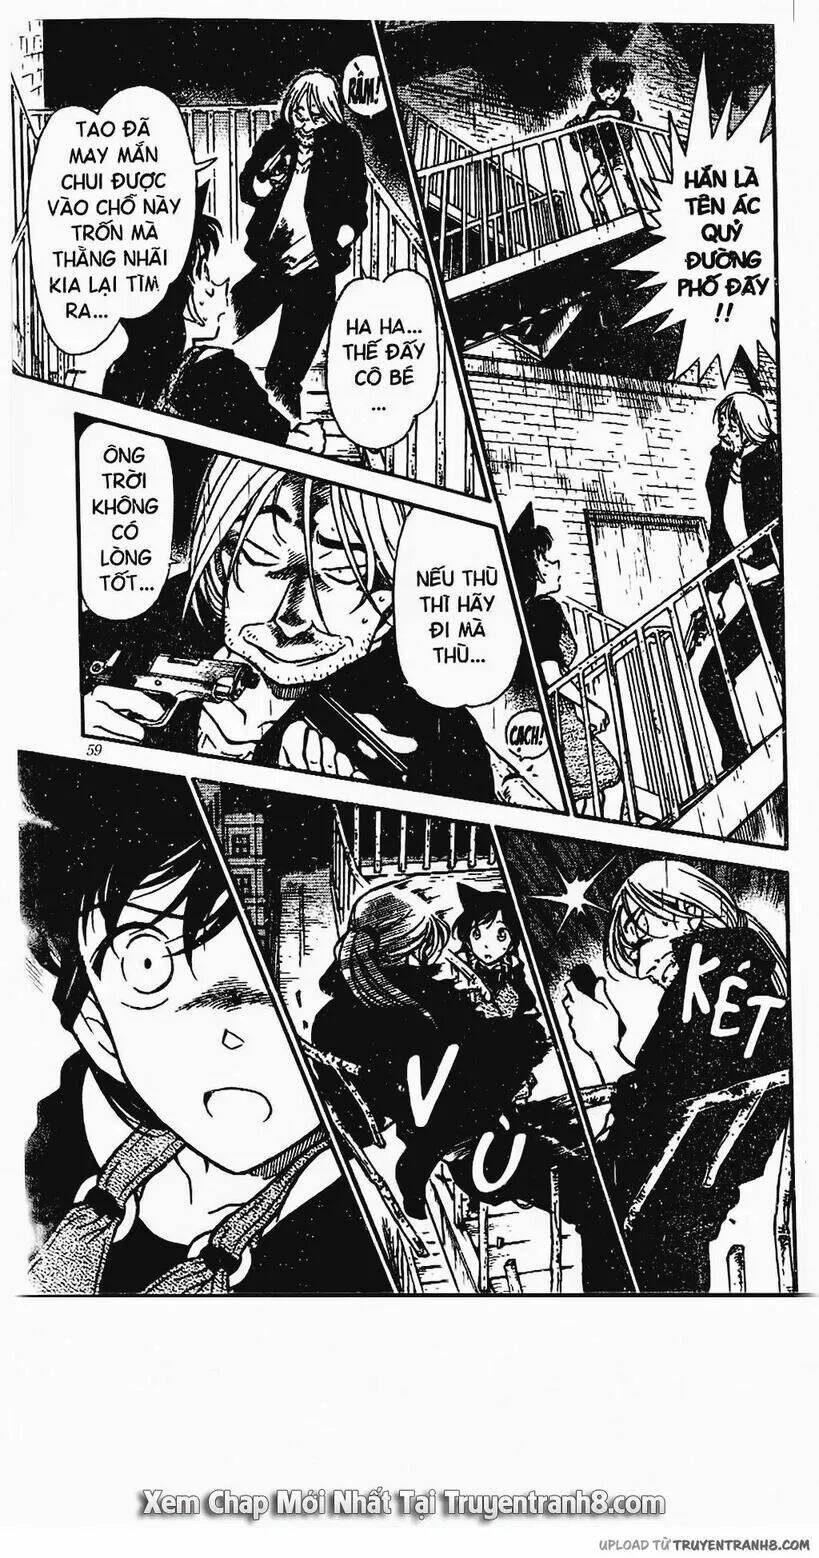 HẮN LÀ
TÊN ÁC
QUỶ
ĐƯỜNG
PHỐ ĐẤY
!!
RẦM!
TAO ĐÃ
MAY MẮN
CHUI ĐƯỢC
VÀO CHỖ NÀY
TRỐN MÀ
THẰNG NHÃI
KIA LẠI TÌM
RA...
HA HA...
THẾ ĐẤY
CÔ BÉ
...
CẠCH!
NẾU THÙ
THÌ HÃY
ĐI MÀ
THÙ...
ÔNG
TRỜI
KHÔNG
CÓ
LÒNG
TỐT...
59
KÉT
VÙ
Xem Chap Mới Nhất Tại Truyentranh8.com
UPLOAD TỪ TRUYENTRANH8.COM